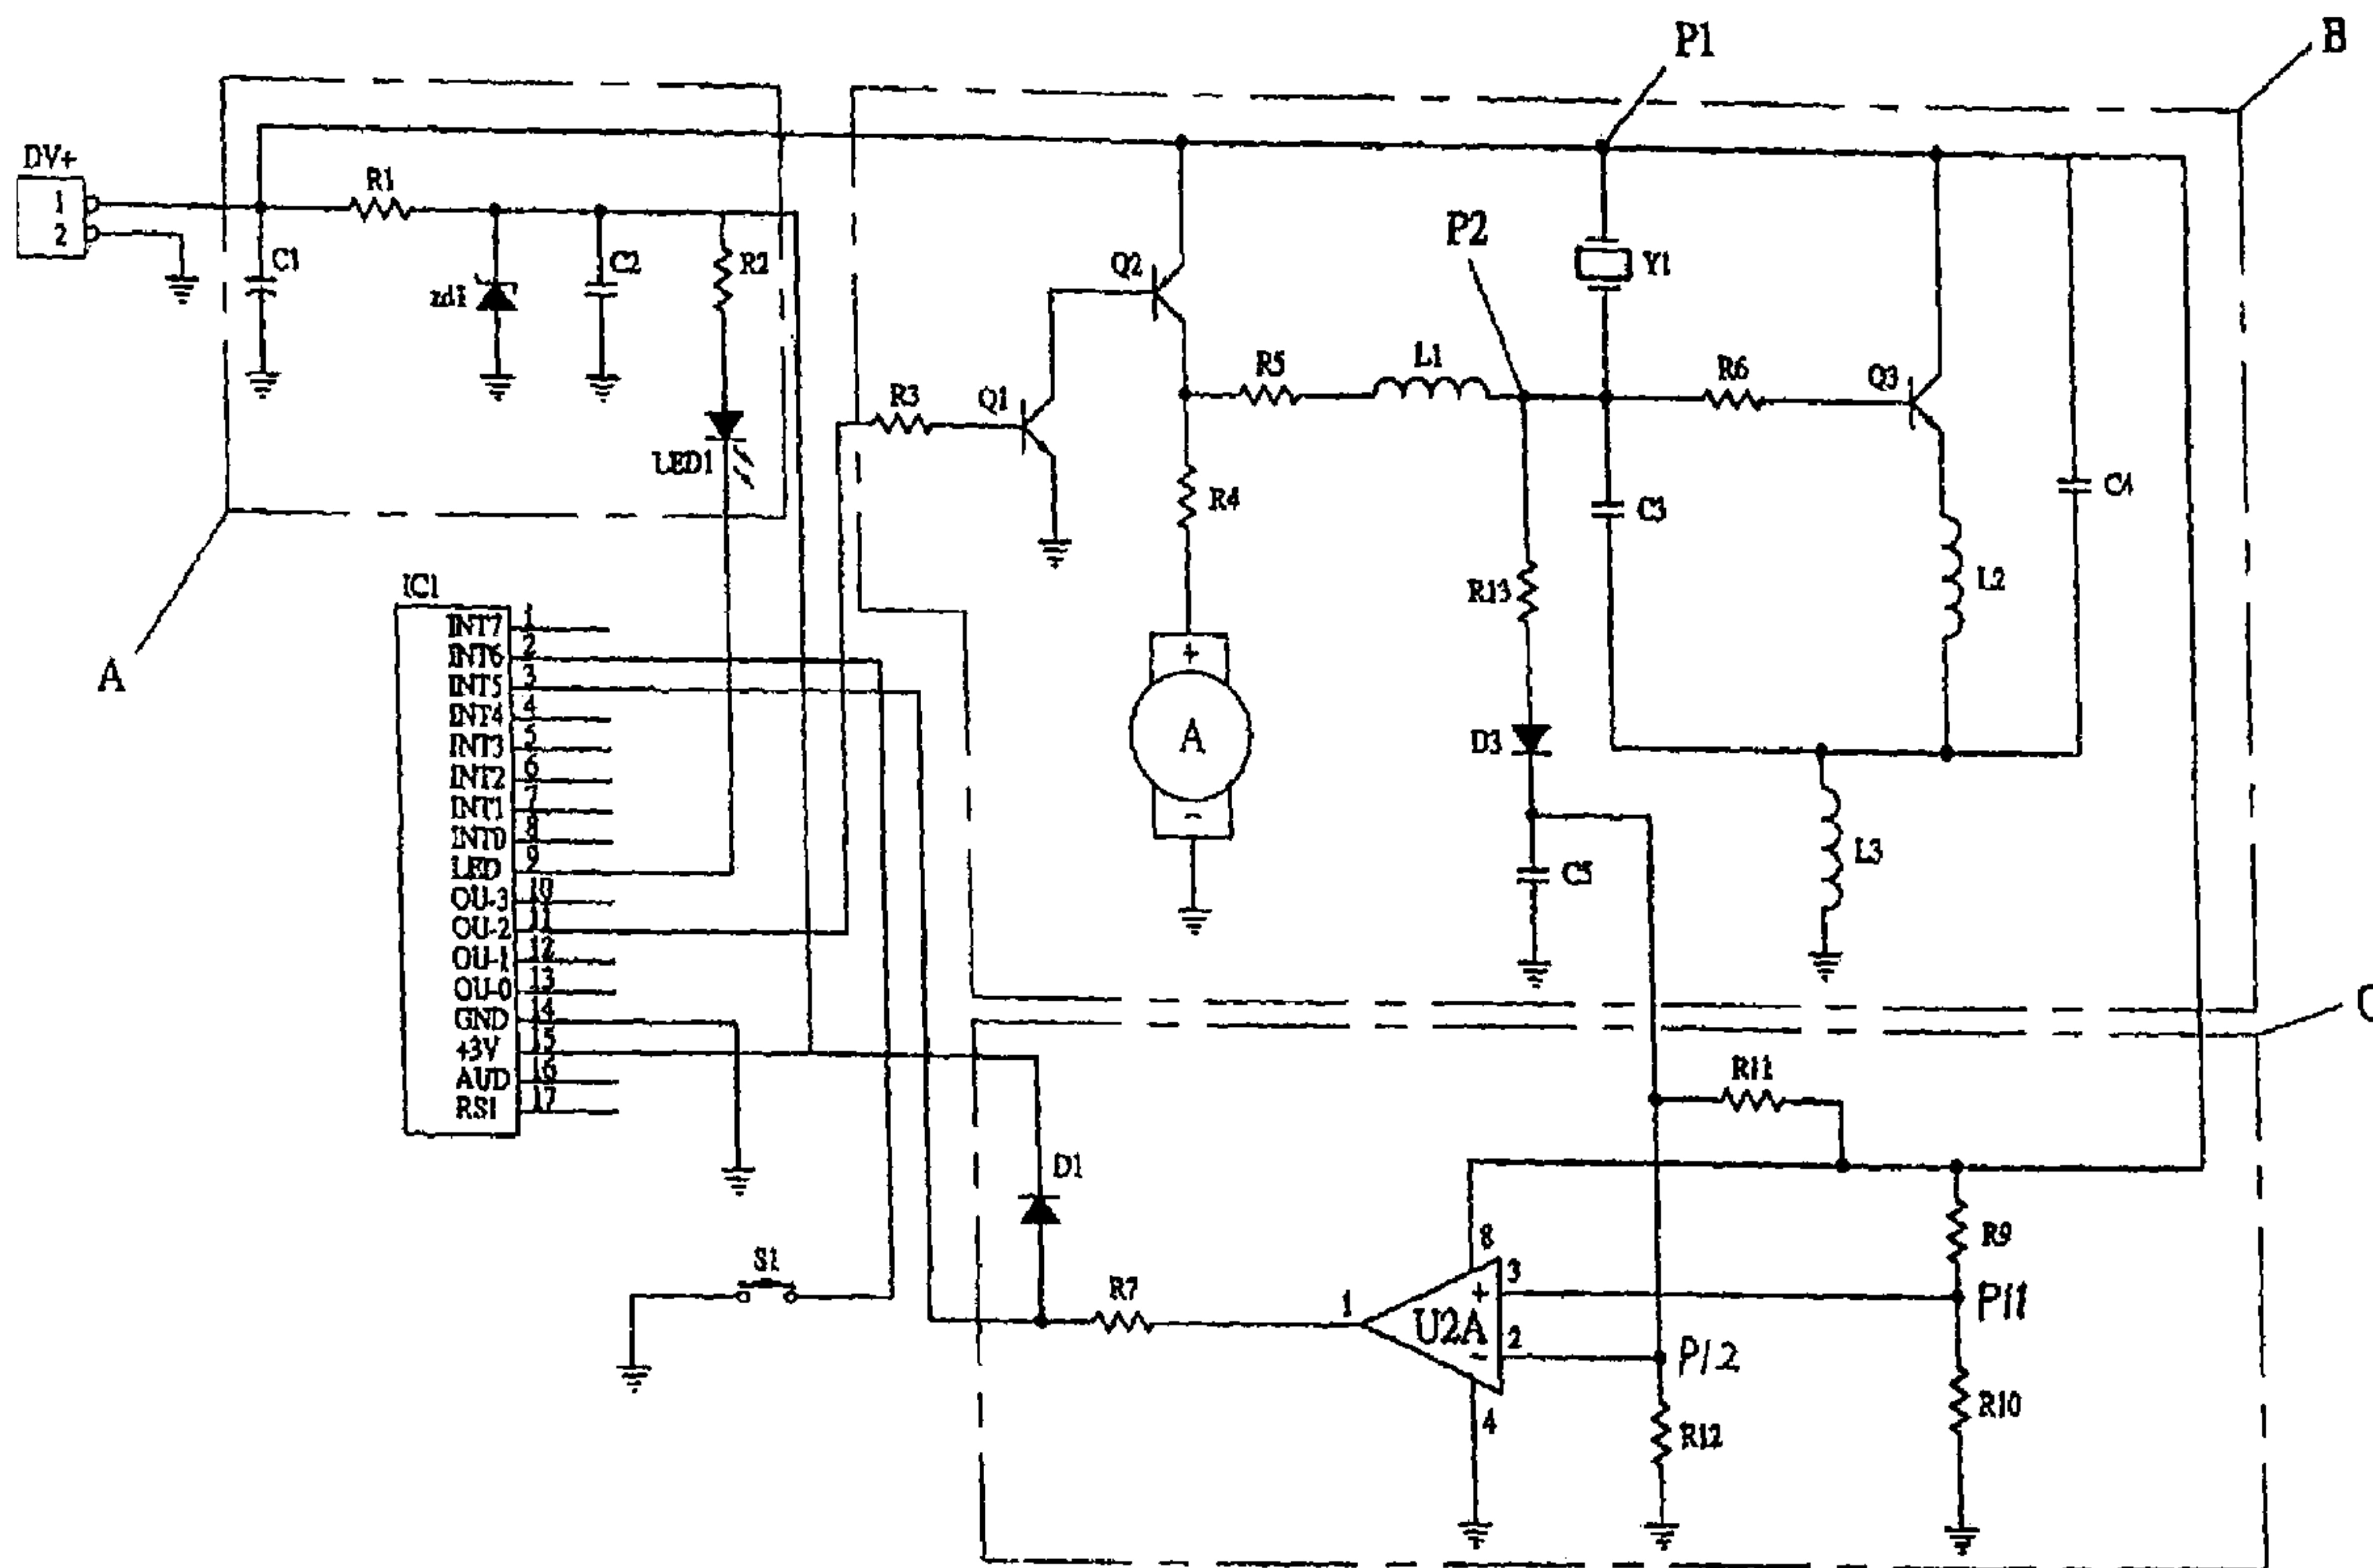 B
P1
DV+
1
2
R1
C1
zd1
C2
R2
LED1
A
Q2
P2
Y1
R5
L1
R6
Q3
R3
Q1
R4
C3
C4
R13
L2
+
A
-
D3
C5
L3
IC1
INT7 1
INT6 2
INT5 3
INT4 4
INT3 5
INT2 6
INT1 7
INT0 8
LED 9
OU-3 10
OU-2 11
OU-1 12
OU-0 13
GND 14
+3V 15
AUD 16
RS1 17
C
R11
D1
S1
R7
1
8
3
+
U2A
2
-
4
R9
P/1
P/2
R12
R10